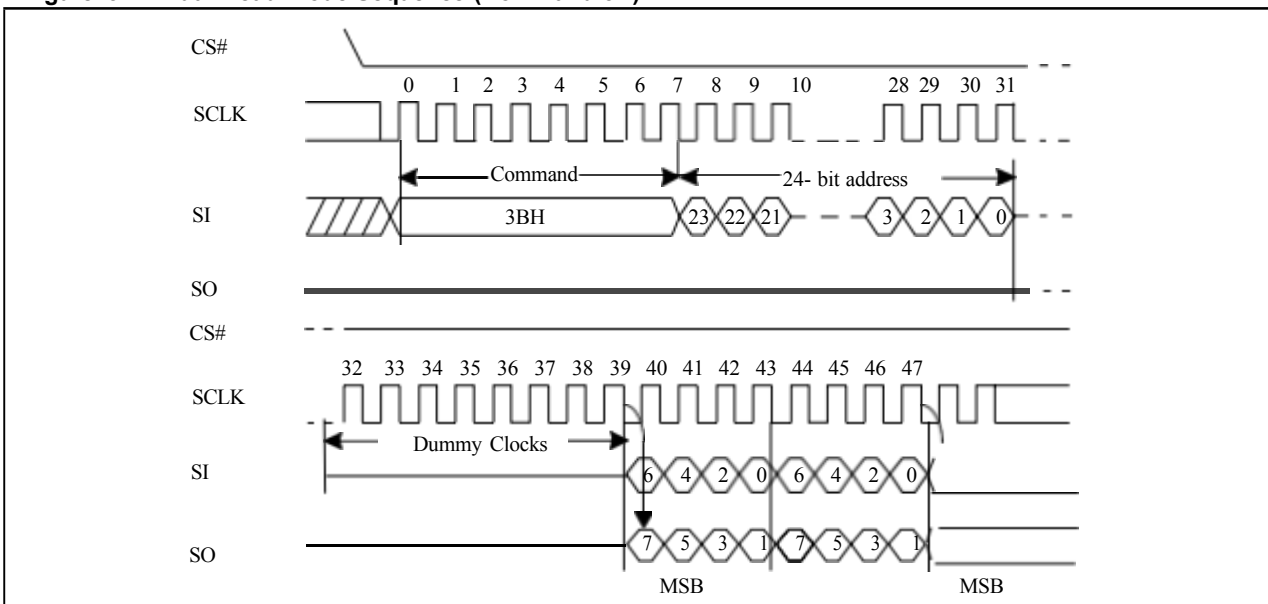 CS#
0 1 2 3 4 5 6 7 8 9 10 28 29 30 31
SCLK
Command 24- bit address
SI 3BH 23 22 21 3 2 1 0
SO
CS#
32 33 34 35 36 37 38 39 40 41 42 43 44 45 46 47
SCLK
Dummy Clocks
SI 6 4 2 0 6 4 2 0
SO 7 5 3 1 7 5 3 1
MSB MSB